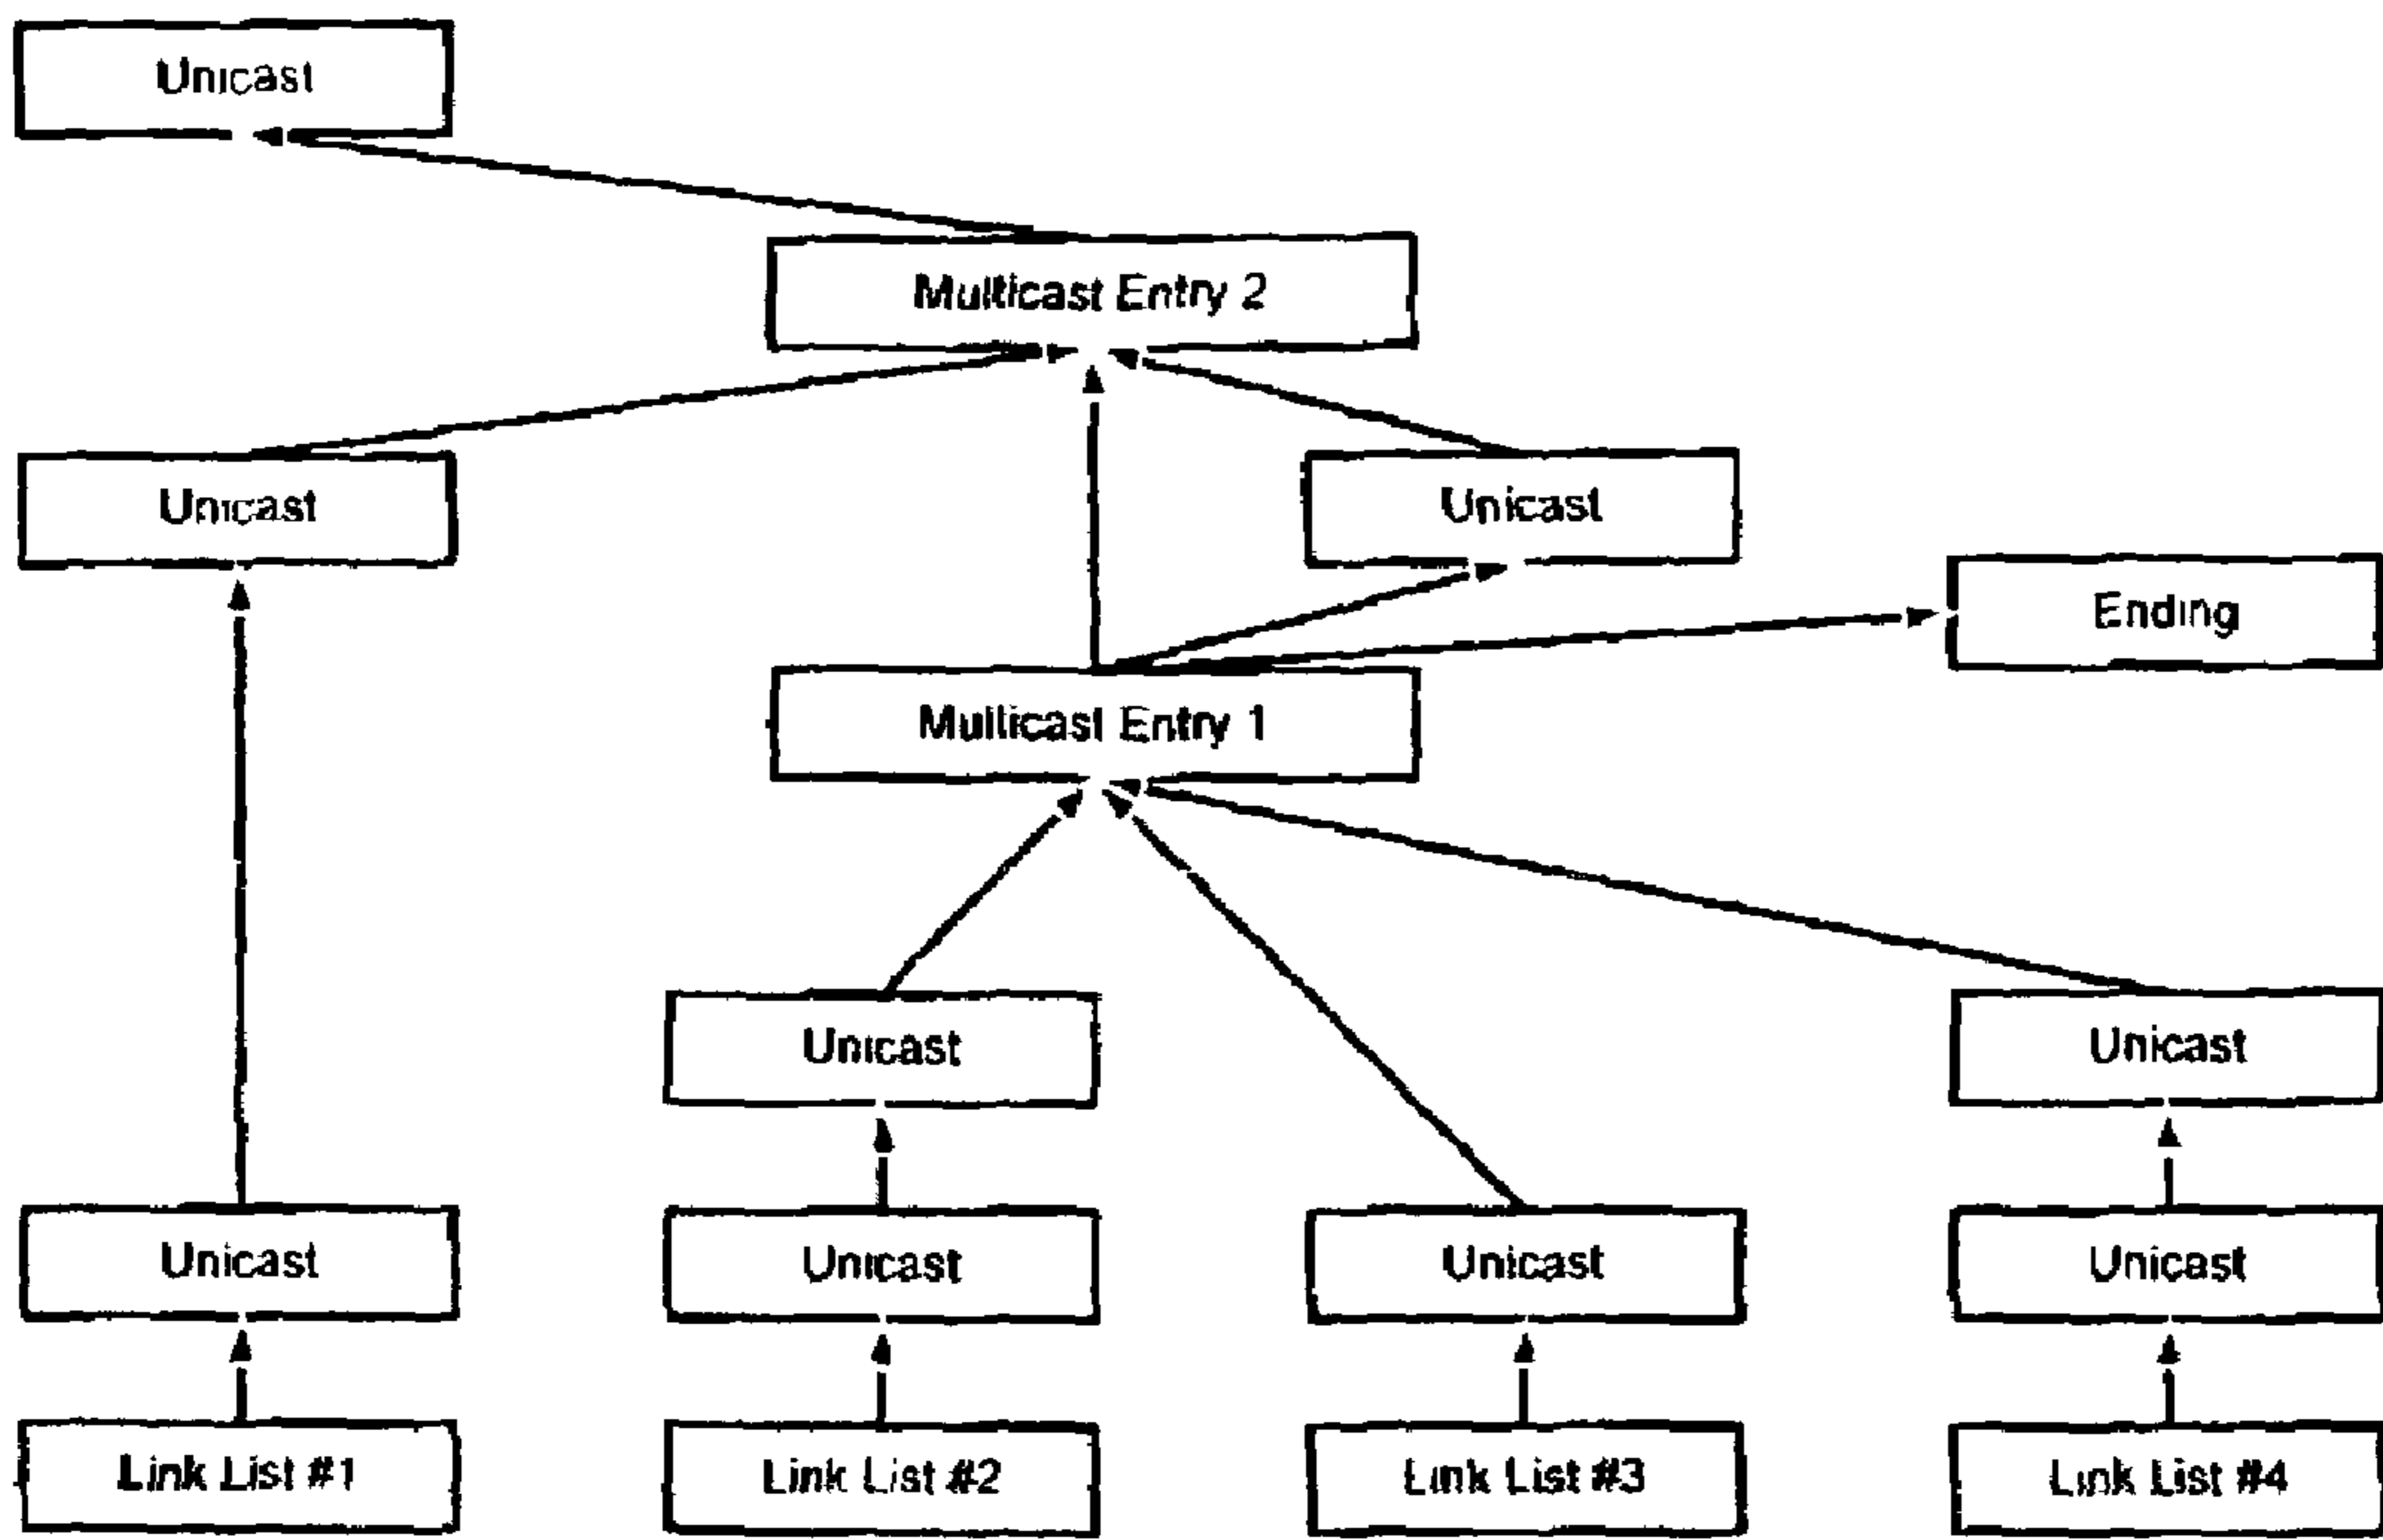 Unicast
Multicast Entry 2
Unicast
Unicast
Ending
Multicast Entry 1
Unicast
Unicast
Unicast
Unicast
Unicast
Unicast
Link List #1
Link List #2
Link List #3
Link List #4